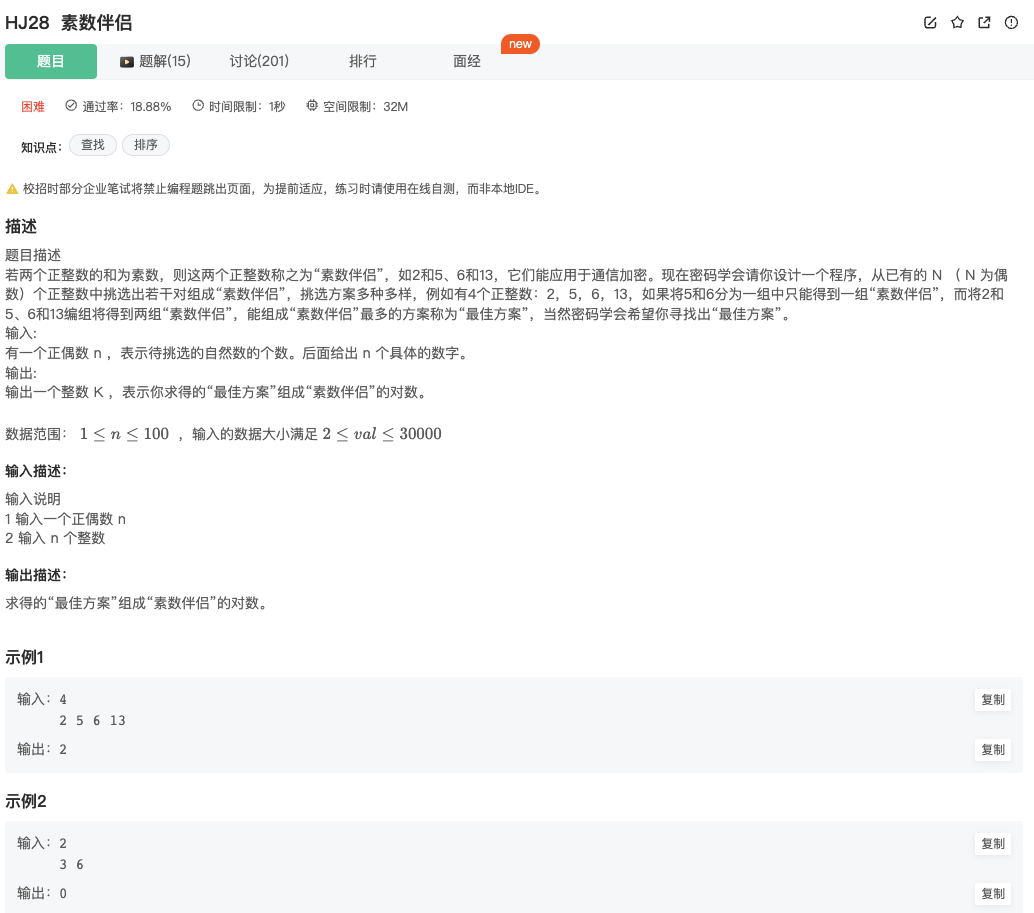 HJ28 素数伴侣
new
题目 题解(15) 讨论(201) 排行 面经
困难 通过率：18.88% 时间限制：1秒 空间限制：32M
知识点： 查找 排序
校招时部分企业笔试将禁止编程题跳出页面，为提前适应，练习时请使用在线自测，而非本地IDE。
描述
题目描述
若两个正整数的和为素数，则这两个正整数称之为“素数伴侣”，如2和5、6和13，它们能应用于通信加密。现在密码学会请你设计一个程序，从已有的 N （ N 为偶
数）个正整数中挑选出若干对组成“素数伴侣”，挑选方案多种多样，例如有4个正整数：2，5，6，13，如果将5和6分为一组中只能得到一组“素数伴侣”，而将2和
5、6和13编组将得到两组“素数伴侣”，能组成“素数伴侣”最多的方案称为“最佳方案”，当然密码学会希望你寻找出“最佳方案”。
输入:
有一个正偶数 n ，表示待挑选的自然数的个数。后面给出 n 个具体的数字。
输出:
输出一个整数 K ，表示你求得的“最佳方案”组成“素数伴侣”的对数。
数据范围： 1 ≤ n ≤ 100 ，输入的数据大小满足 2 ≤ val ≤ 30000
输入描述：
输入说明
1 输入一个正偶数 n
2 输入 n 个整数
输出描述：
求得的“最佳方案”组成“素数伴侣”的对数。
示例1
输入：4 复制
2 5 6 13
输出：2 复制
示例2
输入：2 复制
3 6
输出：0 复制